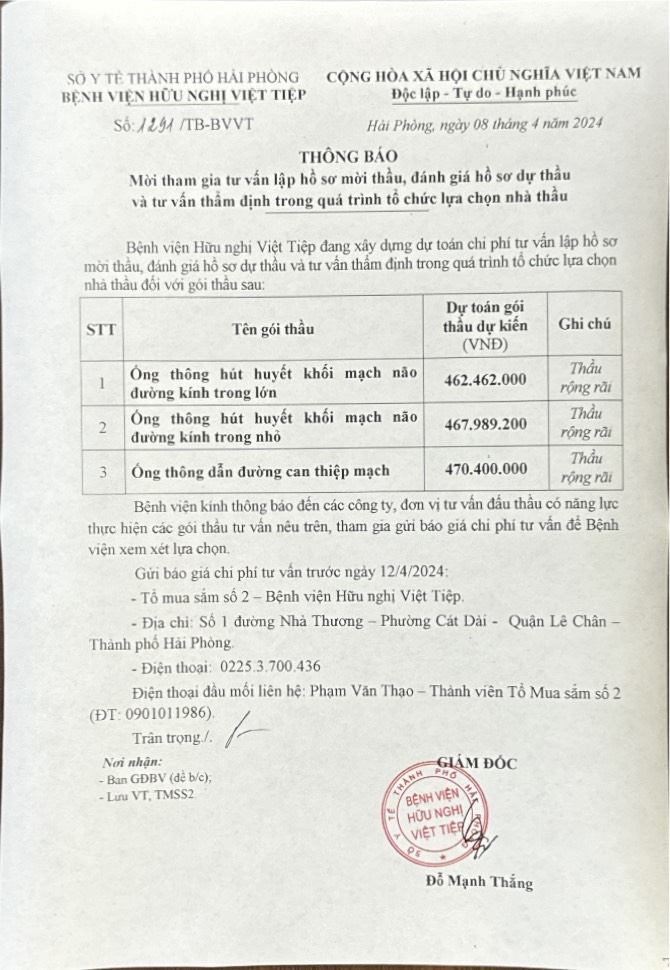 SỞ Y TẾ THÀNH PHỐ HẢI PHÒNG
BỆNH VIỆN HỮU NGHỊ VIỆT TIỆP
Số: 1291 /TB-BVVT
CỘNG HÒA XÃ HỘI CHỦ NGHĨA VIỆT NAM
Độc lập - Tự do - Hạnh phúc
Hải Phòng, ngày 08 tháng 4 năm 2024
THÔNG BÁO
Mời tham gia tư vấn lập hồ sơ mời thầu, đánh giá hồ sơ dự thầu
và tư vấn thẩm định trong quá trình tổ chức lựa chọn nhà thầu
Bệnh viện Hữu nghị Việt Tiệp đang xây dựng dự toán chi phí tư vấn lập hồ sơ
mời thầu, đánh giá hồ sơ dự thầu và tư vấn thẩm định trong quá trình tổ chức lựa chọn
nhà thầu đối với gói thầu sau:
STT
Tên gói thầu
Dự toán gói
thầu dự kiến
(VNĐ)
Ghi chú
1
Ống thông hút huyết khối mạch não
đường kính trong lớn
462.462.000
Thầu
rộng rãi
2
Ống thông hút huyết khối mạch não
đường kính trong nhỏ
467.989.200
Thầu
rộng rãi
3
Ống thông dẫn đường can thiệp mạch
470.400.000
Thầu
rộng rãi
Bệnh viện kính thông báo đến các công ty, đơn vị tư vấn đấu thầu có năng lực
thực hiện các gói thầu tư vấn nêu trên, tham gia gửi báo giá chi phí tư vấn để Bệnh
viện xem xét lựa chọn.
Gửi báo giá chi phí tư vấn trước ngày 12/4/2024:
- Tổ mua sắm số 2 – Bệnh viện Hữu nghị Việt Tiệp.
- Địa chỉ: Số 1 đường Nhà Thương – Phường Cát Dài - Quận Lê Chân –
Thành phố Hải Phòng.
- Điện thoại: 0225.3.700.436
Điện thoại đầu mối liên hệ: Phạm Văn Thạo – Thành viên Tổ Mua sắm số 2
(ĐT: 0901011986).
Trân trọng./.
Nơi nhận:
- Ban GĐBV (để b/c);
- Lưu VT, TMSS2.
GIÁM ĐỐC
SỞ Y TẾ THÀNH PHỐ HẢI PHÒNG
BỆNH VIỆN
HỮU NGHỊ
VIỆT TIỆP
Đỗ Mạnh Thắng